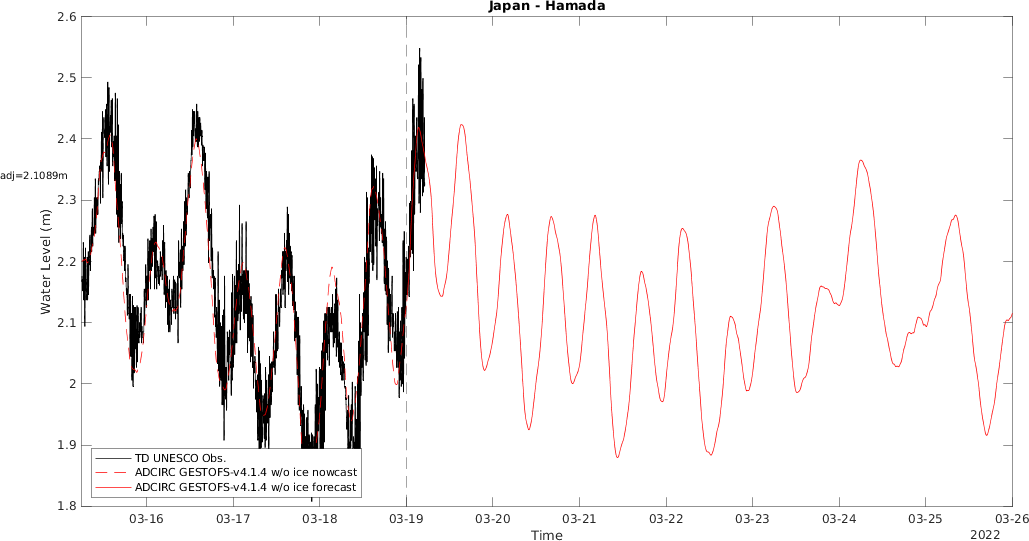 Japan - Hamada
2.6
2.5
2.4
adj=2.1089m
2.3
2.2
Water Level (m)
2.1
2
1.9
1.8
TD UNESCO Obs.
ADCIRC GESTOFS-v4.1.4 w/o ice nowcast
ADCIRC GESTOFS-v4.1.4 w/o ice forecast
03-16 03-17 03-18 03-19 03-20 03-21 03-22 03-23 03-24 03-25 03-26
Time
2022